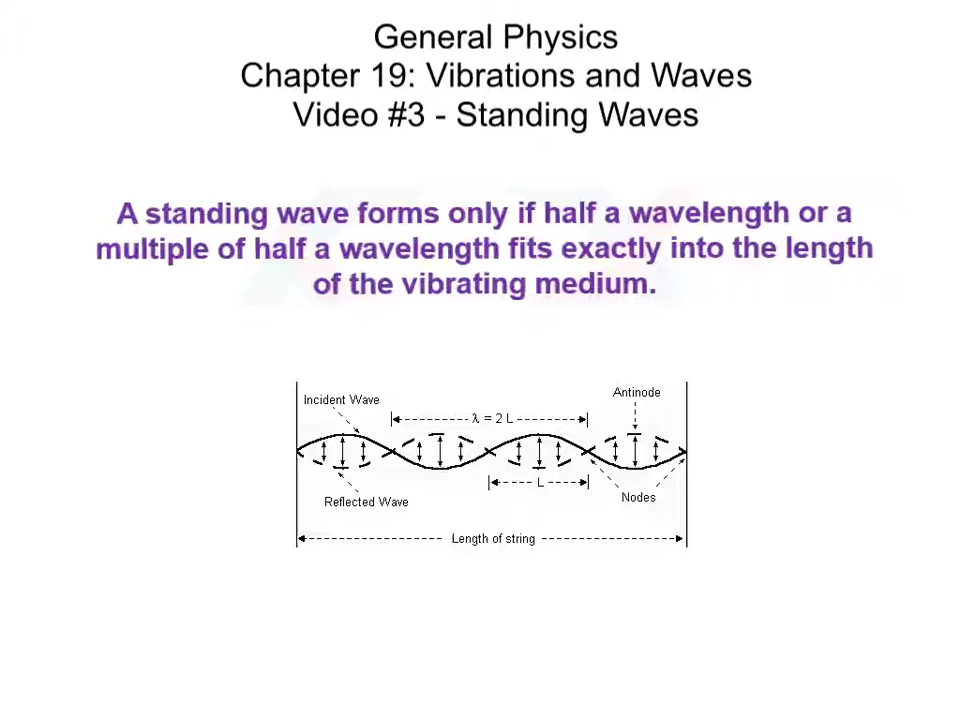 General Physics
Chapter 19: Vibrations and Waves
Video #3 - Standing Waves
A standing wave forms only if half a wavelength or a
multiple of half a wavelength fits exactly into the length
of the vibrating medium.
Antinode
Incident Wave
λ = 2 L
L
Nodes
Reflected Wave
Length of string